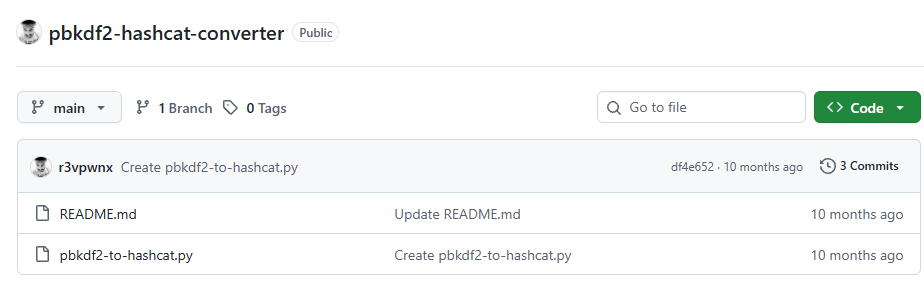 pbkdf2-hashcat-converter Public
main 1 Branch 0 Tags Go to file Code
r3vpwnx Create pbkdf2-to-hashcat.py df4e652 · 10 months ago 3 Commits
README.md Update README.md 10 months ago
pbkdf2-to-hashcat.py Create pbkdf2-to-hashcat.py 10 months ago